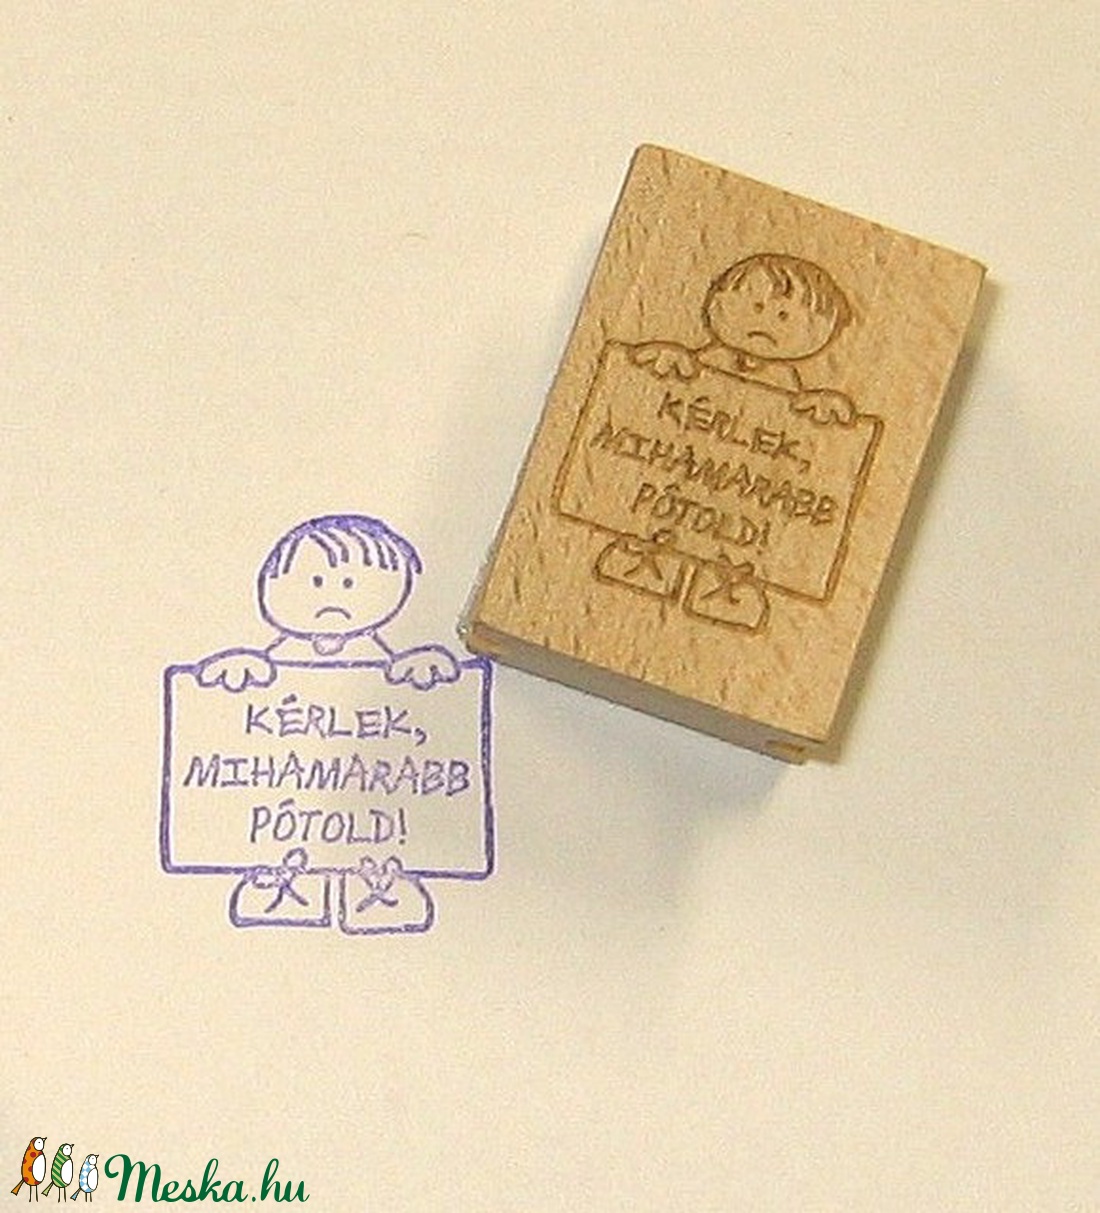 KÉRLEK,
MIHAMARABB
PÓTOLD!
KÉRLEK,
MIHAMARABB
PÓTOLD!
Meska.hu